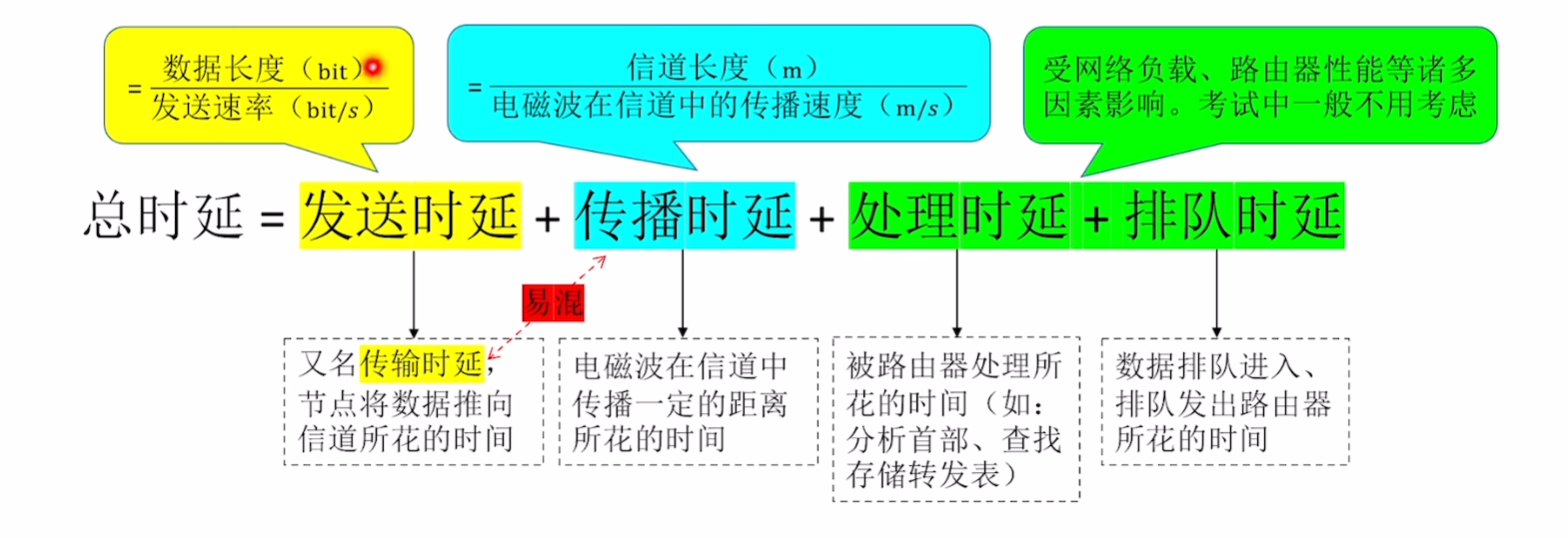 = 数据长度（bit）
发送速率（bit/s）
= 信道长度（m）
电磁波在信道中的传播速度（m/s）
受网络负载、路由器性能等诸多
因素影响。考试中一般不用考虑
总时延 = 发送时延 + 传播时延 + 处理时延 + 排队时延
易混
又名传输时延，
节点将数据推向
信道所花的时间
电磁波在信道中
传播一定的距离
所花的时间
被路由器处理所
花的时间（如：
分析首部、查找
存储转发表）
数据排队进入、
排队发出路由器
所花的时间